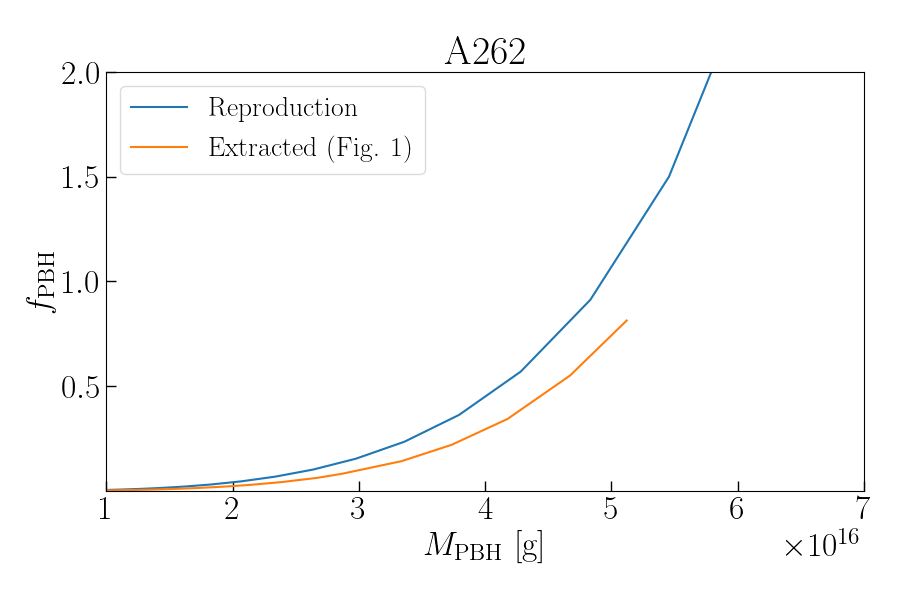 A262
2.0
Reproduction
Extracted (Fig. 1)
1.5
1.0
0.5
f_PBH
1 2 3 4 5 6 7
M_PBH [g]
×10^16